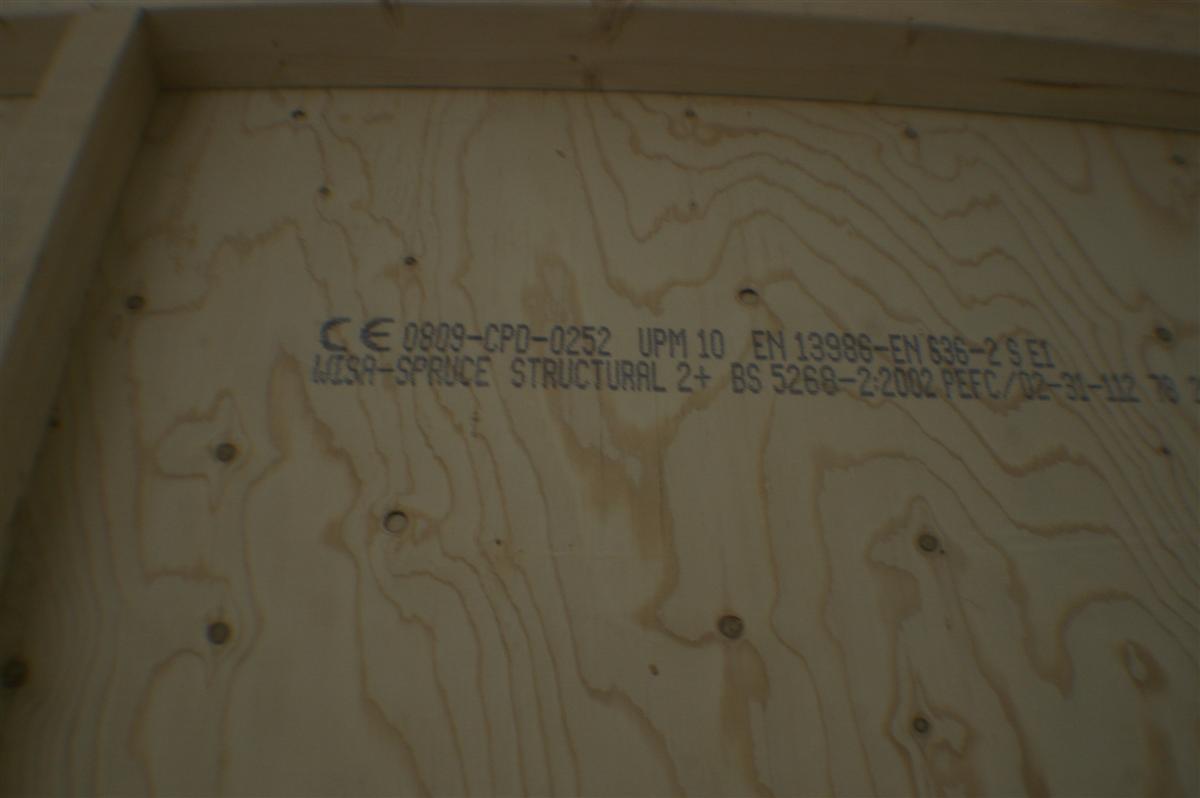 CE 0809-CPD-0252 UPM 10 EN 13986-EN 636-2 S E1
WISA-SPRUCE STRUCTURAL 2+ BS 5268-2:2002 PEFC/02-31-112 78